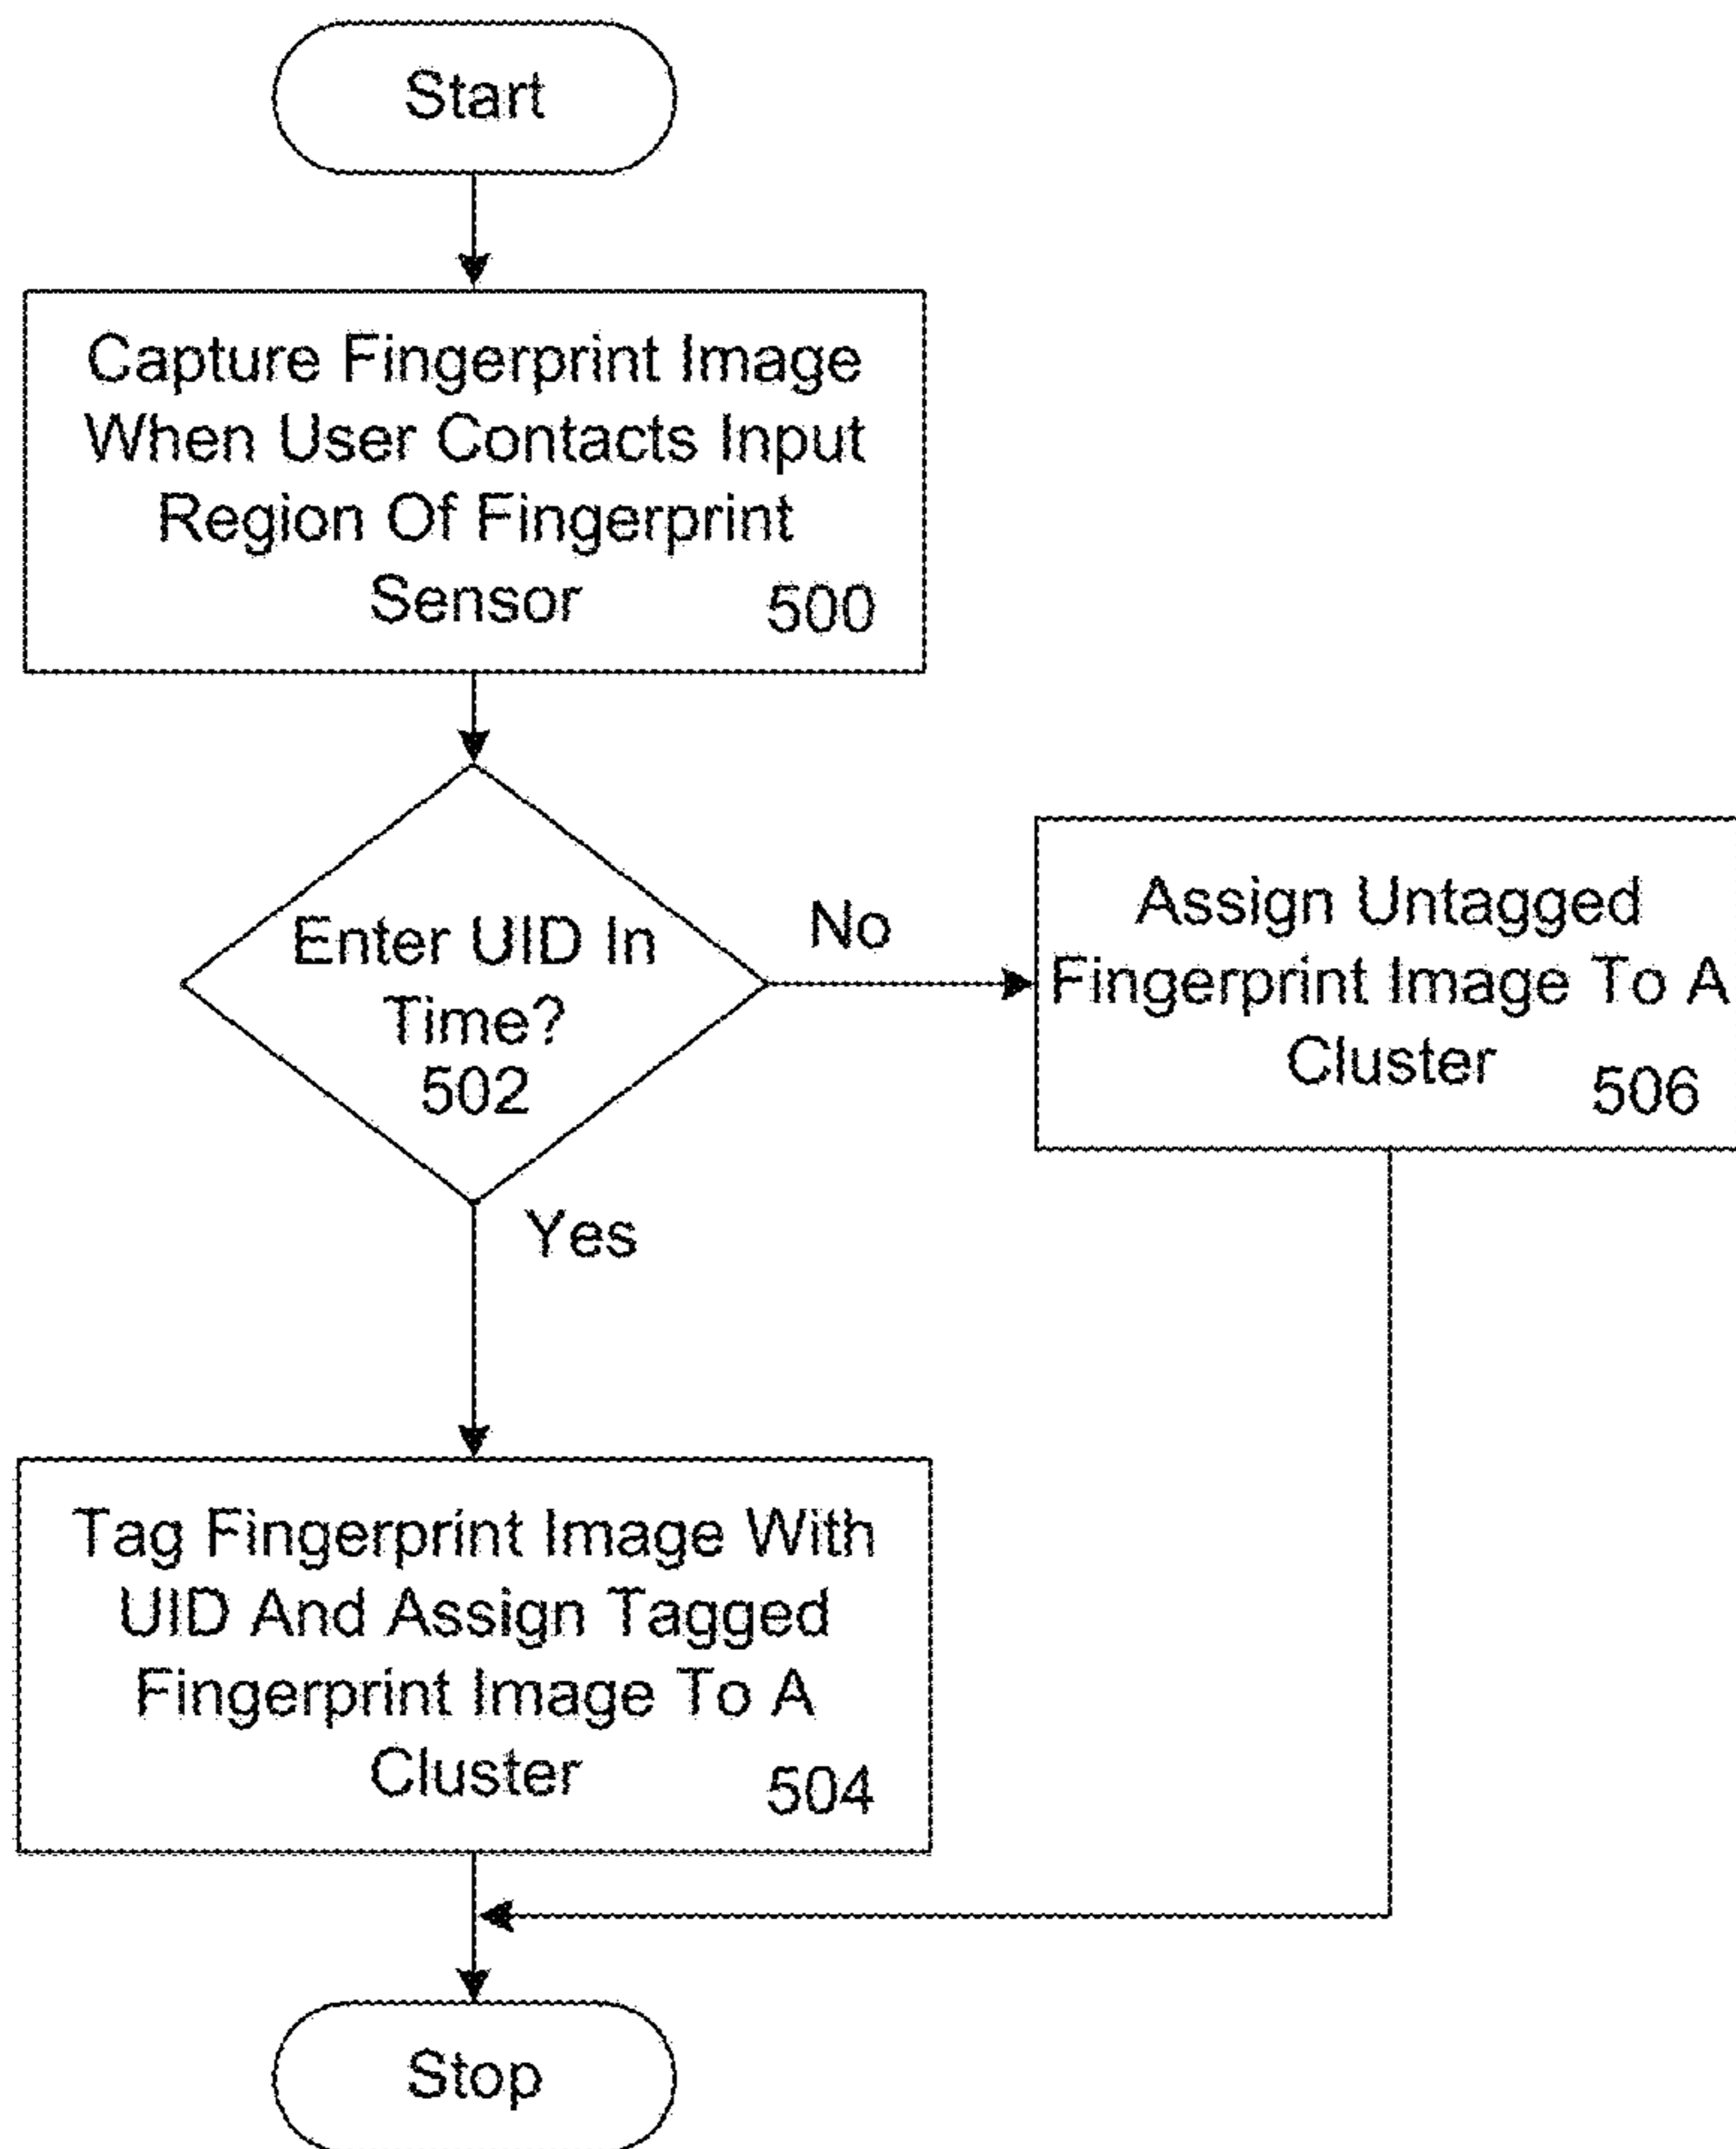 Start
Capture Fingerprint Image
When User Contacts Input
Region Of Fingerprint
Sensor 500
Enter UID In
Time?
502
No
Assign Untagged
Fingerprint Image To A
Cluster 506
Yes
Tag Fingerprint Image With
UID And Assign Tagged
Fingerprint Image To A
Cluster 504
Stop